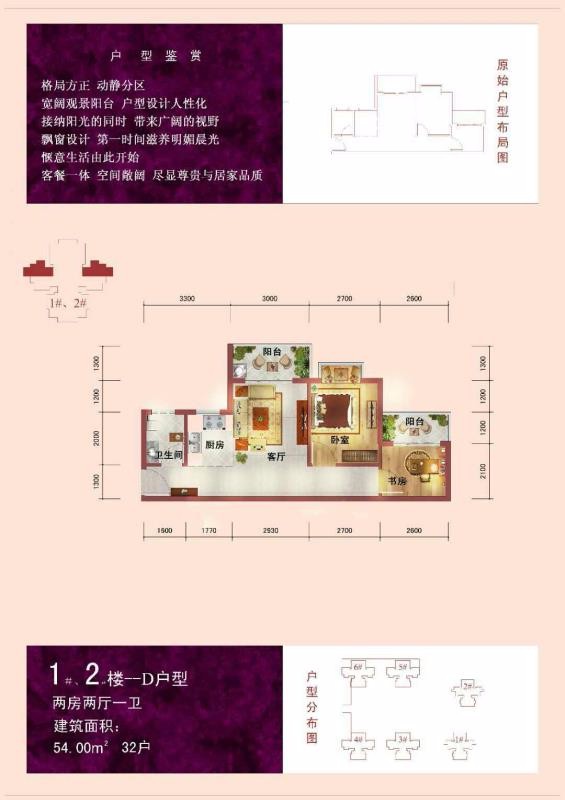 户 型 鉴 赏
格局方正 动静分区
宽阔观景阳台 户型设计人性化
接纳阳光的同时 带来广阔的视野
飘窗设计 第一时间滋养明媚晨光
惬意生活由此开始
客餐一体 空间敞阔 尽显尊贵与居家品质
原始户型布局图
1#、2#
3300 3000 2700 2600
1300 1200 2000 1300
阳台
卧室
阳台
厨房
卫生间
客厅
书房
1300 1200 1200 2100
1600 1770 2930 2700 2600
1#、2#楼--D户型
两房两厅一卫
建筑面积:
54.00m² 32户
户型分布图
6# 5#
2#
4# 3# 1#